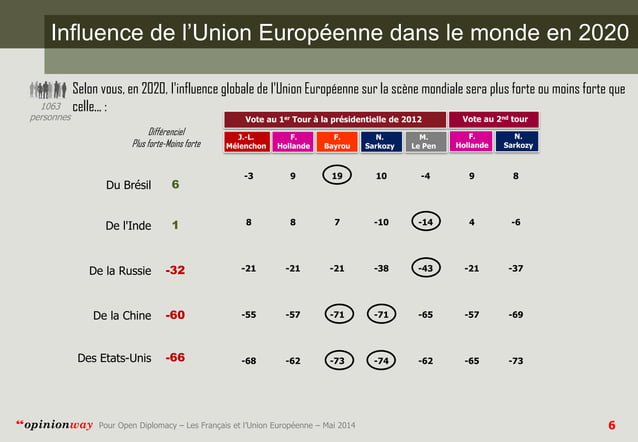 Influence de l'Union Européenne dans le monde en 2020
Selon vous, en 2020, l'influence globale de l'Union Européenne sur la scène mondiale sera plus forte ou moins forte que
celle... :
1063
personnes
Différenciel
Plus forte-Moins forte
Vote au 1er Tour à la présidentielle de 2012 Vote au 2nd tour
J.-L. F. F. N. M. F. N.
Mélenchon Hollande Bayrou Sarkozy Le Pen Hollande Sarkozy
Du Brésil 6 -3 9 19 10 -4 9 8
De l'Inde 1 8 8 7 -10 -14 4 -6
De la Russie -32 -21 -21 -21 -38 -43 -21 -37
De la Chine -60 -55 -57 -71 -71 -65 -57 -69
Des Etats-Unis -66 -68 -62 -73 -74 -62 -65 -73
“opinionway Pour Open Diplomacy – Les Français et l'Union Européenne – Mai 2014 6